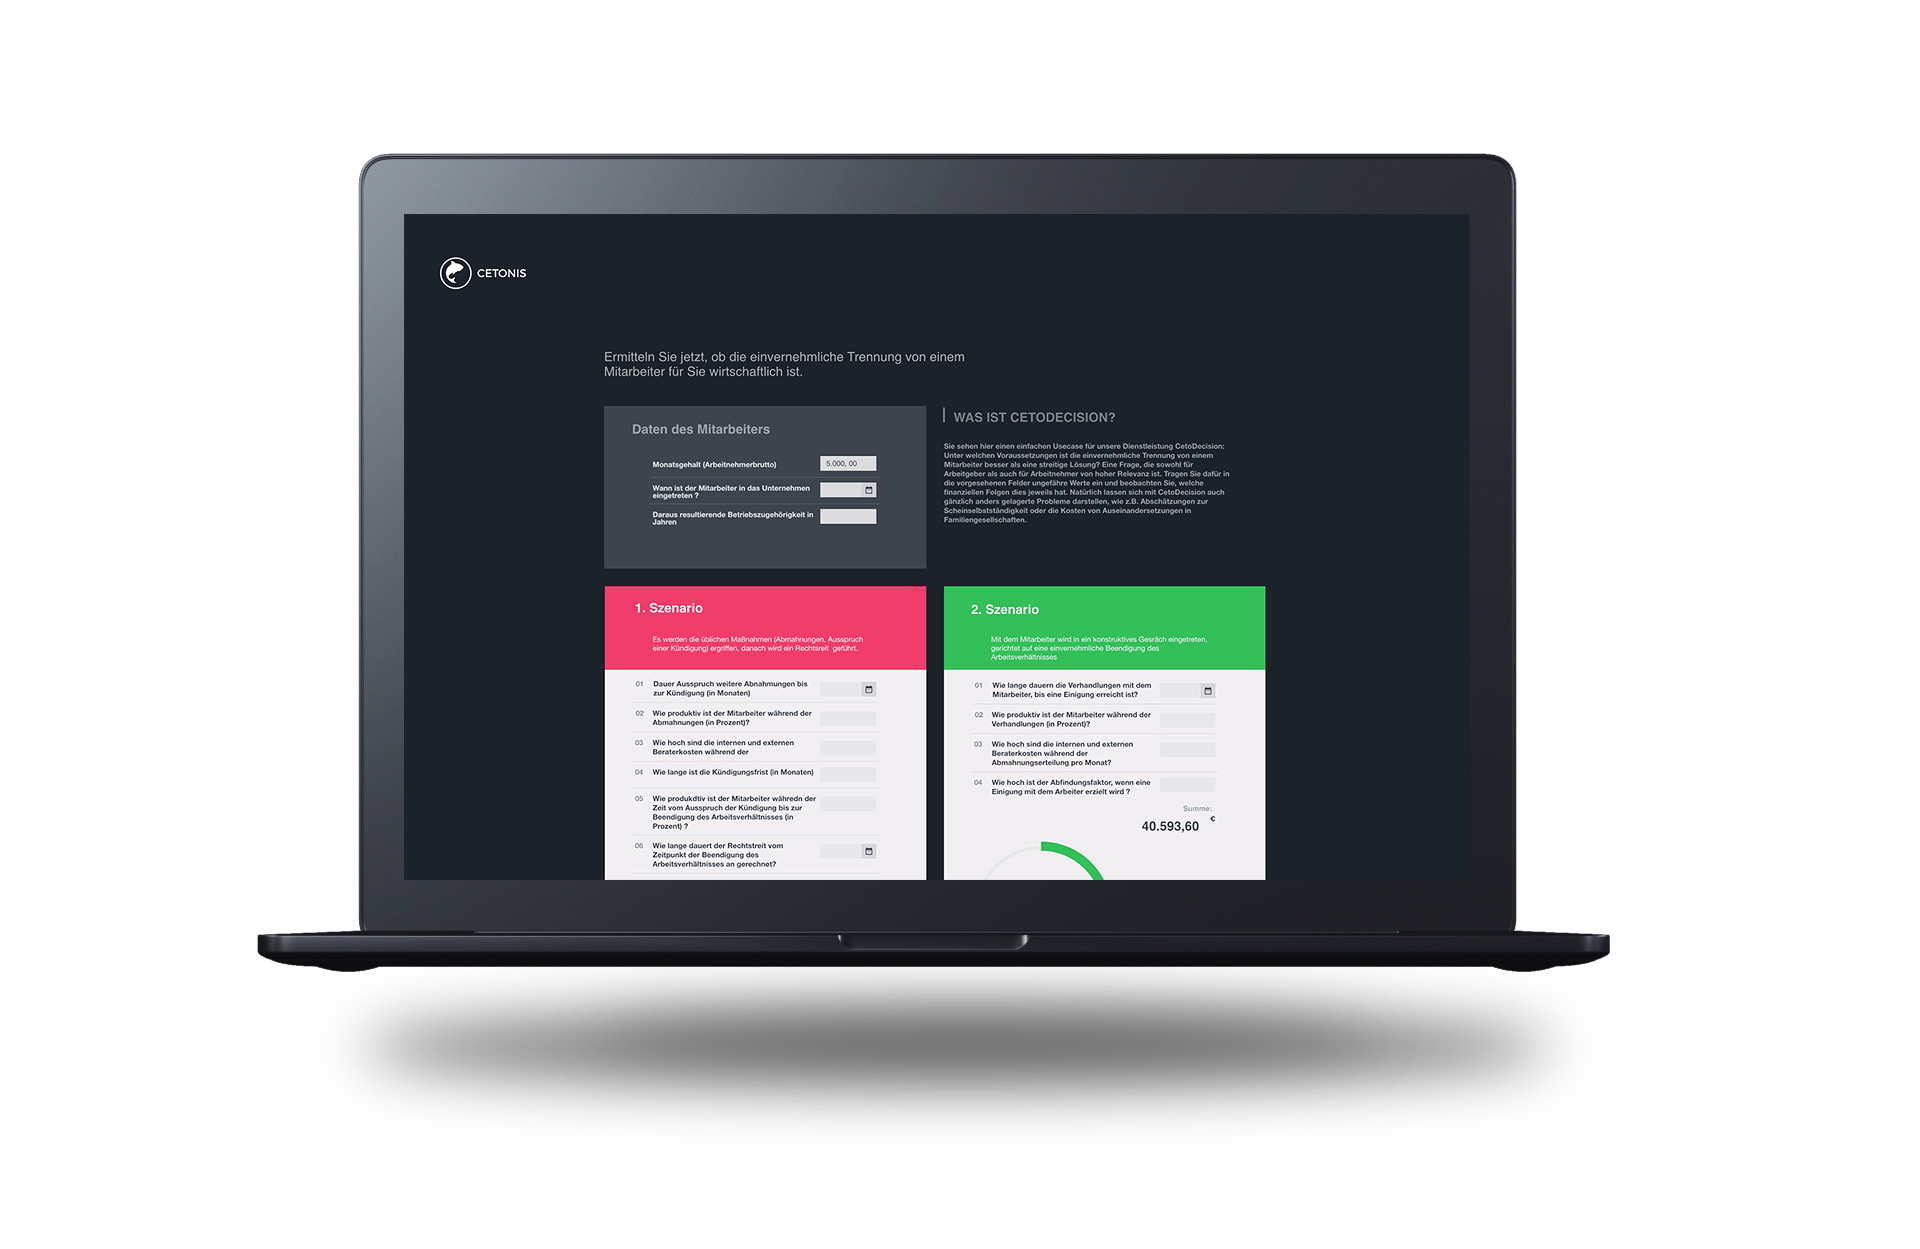 CETONIS
Ermitteln Sie jetzt, ob die einvernehmliche Trennung von einem
Mitarbeiter für Sie wirtschaftlich ist.
Daten des Mitarbeiters
Monatsgehalt (Arbeitnehmerbrutto)
5.000, 00
Wann ist der Mitarbeiter in das Unternehmen
eingetreten ?
Daraus resultierende Betriebszugehörigkeit in
Jahren
WAS IST CETODECISION?
Sie sehen hier einen einfachen Usecase für unsere Dienstleistung CetoDecision:
Unter welchen Voraussetzungen ist die einvernehmliche Trennung von einem
Mitarbeiter besser als eine streitige Lösung? Eine Frage, die sowohl für
Arbeitgeber als auch für Arbeitnehmer von hoher Relevanz ist. Tragen Sie dafür in
die vorgesehenen Felder ungefähre Werte ein und beobachten Sie, welche
finanziellen Folgen dies jeweils hat. Natürlich lassen sich mit CetoDecision auch
gänzlich anders gelagerte Probleme darstellen, wie z.B. Abschätzungen zur
Scheinselbstständigkeit oder die Kosten von Auseinandersetzungen in
Familiengesellschaften.
1. Szenario
Es werden die üblichen Maßnahmen (Abmahnungen, Ausspruch
einer Kündigung) ergriffen, danach wird ein Rechtsreit geführt.
01 Dauer Ausspruch weitere Abnahmungen bis
zur Kündigung (in Monaten)
02 Wie produktiv ist der Mitarbeiter während der
Abmahnungen (in Prozent)?
03 Wie hoch sind die internen und externen
Beraterkosten während der
04 Wie lange ist die Kündigungsfrist (in Monaten)
05 Wie produkdtiv ist der Mitarbeiter währedn der
Zeit vom Ausspruch der Kündigung bis zur
Beendigung des Arbeitsverhältnisses (in
Prozent) ?
06 Wie lange dauert der Rechtstreit vom
Zeitpunkt der Beendigung des
Arbeitsverhältnisses an gerechnet?
2. Szenario
Mit dem Mitarbeiter wird in ein konstruktives Gesräch eingetreten,
gerichtet auf eine einvernehmliche Beendigung des
Arbeitsverhältnisses
01 Wie lange dauern die Verhandlungen mit dem
Mitarbeiter, bis eine Einigung erreicht ist?
02 Wie produktiv ist der Mitarbeiter während der
Verhandlungen (in Prozent)?
03 Wie hoch sind die internen und externen
Beraterkosten während der
Abmahnungserteilung pro Monat?
04 Wie hoch ist der Abfindungsfaktor, wenn eine
Einigung mit dem Arbeiter erzielt wird ?
Summe:
40.593,60 €